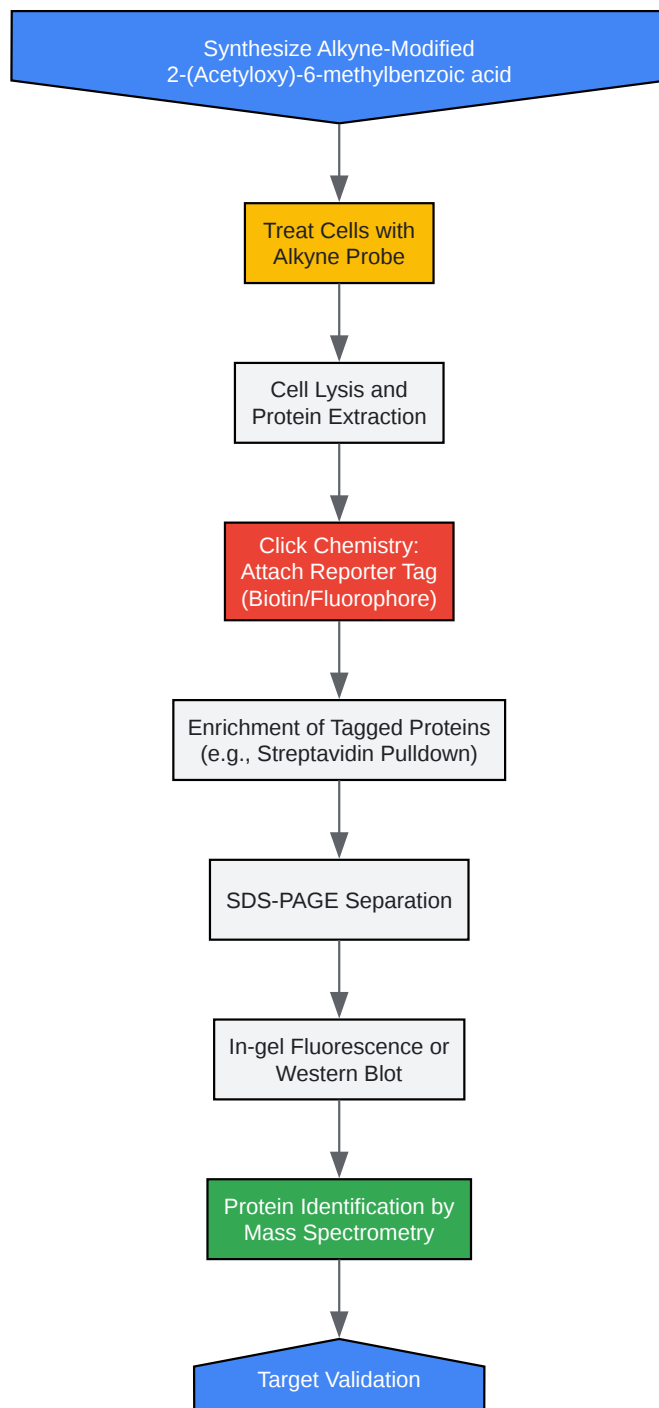 Synthesize Alkyne-Modified
2-(Acetyloxy)-6-methylbenzoic acid
Treat Cells with
Alkyne Probe
Cell Lysis and
Protein Extraction
Click Chemistry:
Attach Reporter Tag
(Biotin/Fluorophore)
Enrichment of Tagged Proteins
(e.g., Streptavidin Pulldown)
SDS-PAGE Separation
In-gel Fluorescence or
Western Blot
Protein Identification by
Mass Spectrometry
Target Validation